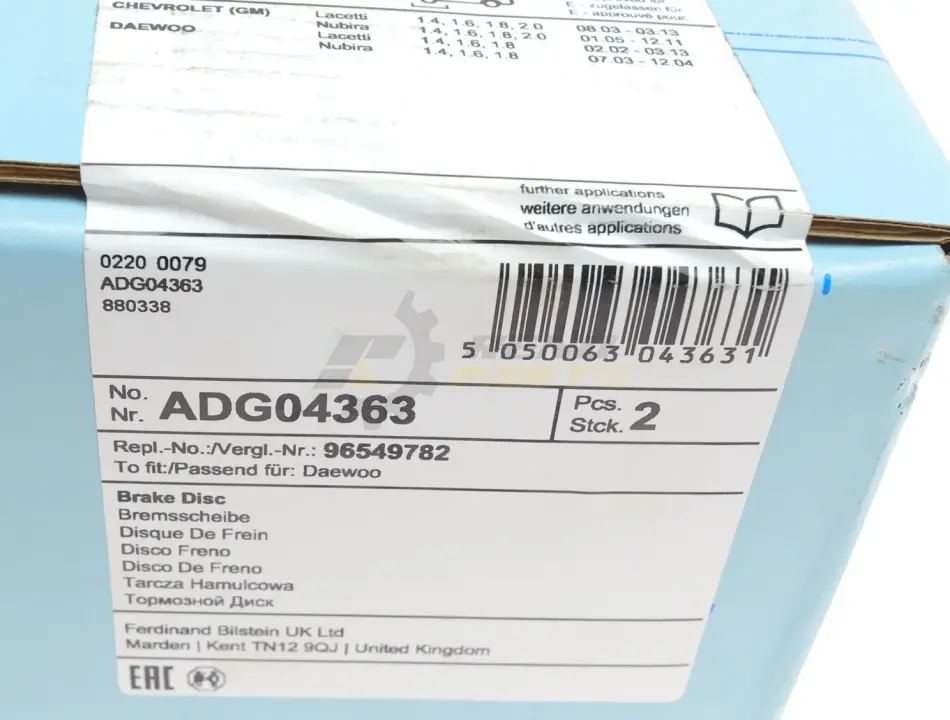 E - zugelassen für
E - approuvé pour
CHEVROLET (GM) Lacetti 1.4, 1.6, 1.8, 2.0 08.03 - 03.13
Nubira 1.4, 1.6, 1.8, 2.0 01.05 - 12.11
DAEWOO Lacetti 1.4, 1.6, 1.8 02.02 - 03.13
Nubira 1.4, 1.6, 1.8 07.03 - 12.04
further applications
weitere anwendungen
d'autres applications
0220 0079
ADG04363
880338
5 050063 043631
No.
Nr. ADG04363
Pcs.
Stck. 2
Repl.-No.:/Vergl.-Nr.: 96549782
To fit:/Passend für: Daewoo
Brake Disc
Bremsscheibe
Disque De Frein
Disco Freno
Disco De Freno
Tarcza Hamulcowa
Тормозной Диск
Ferdinand Bilstein UK Ltd
Marden | Kent TN12 9QJ | United Kingdom
EAC